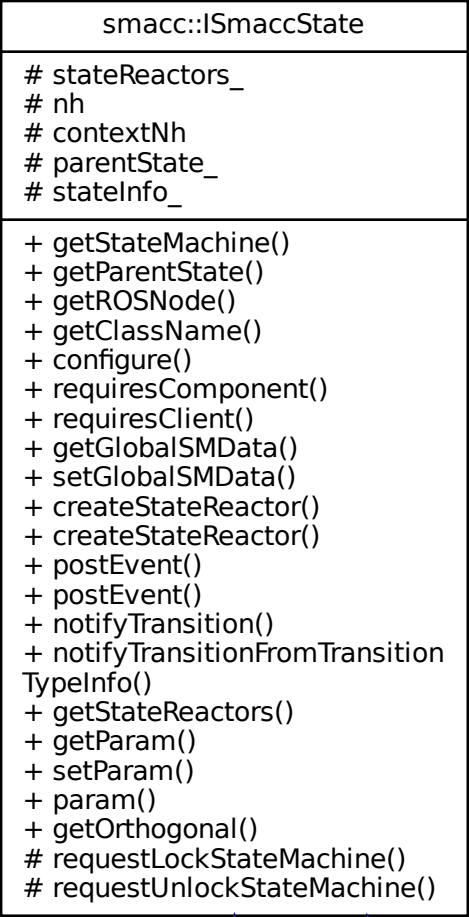 smacc::ISmaccState
# stateReactors_
# nh
# contextNh
# parentState_
# stateInfo_
+ getStateMachine()
+ getParentState()
+ getROSNode()
+ getClassName()
+ configure()
+ requiresComponent()
+ requiresClient()
+ getGlobalSMData()
+ setGlobalSMData()
+ createStateReactor()
+ createStateReactor()
+ postEvent()
+ postEvent()
+ notifyTransition()
+ notifyTransitionFromTransition
TypeInfo()
+ getStateReactors()
+ getParam()
+ setParam()
+ param()
+ getOrthogonal()
# requestLockStateMachine()
# requestUnlockStateMachine()